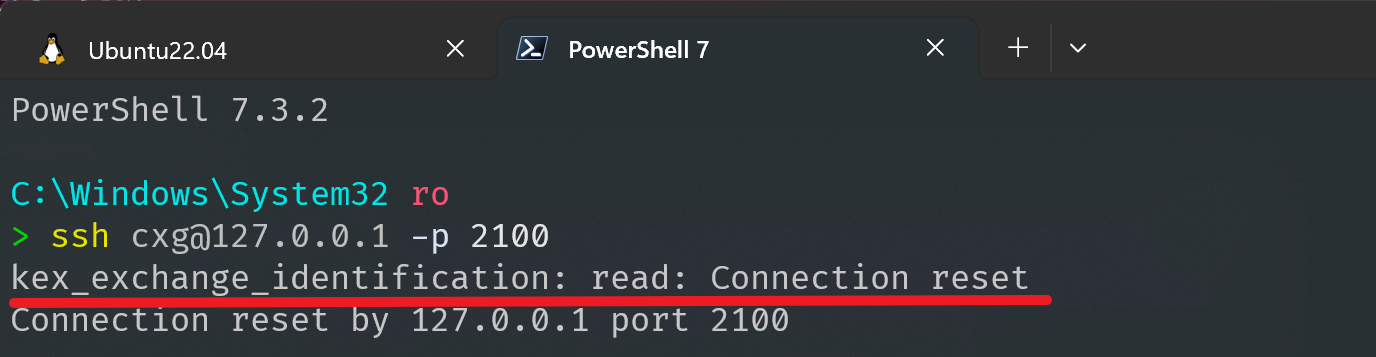 Ubuntu22.04
PowerShell 7
PowerShell 7.3.2
C:\Windows\System32 ro
> ssh cxg@127.0.0.1 -p 2100
kex_exchange_identification: read: Connection reset
Connection reset by 127.0.0.1 port 2100